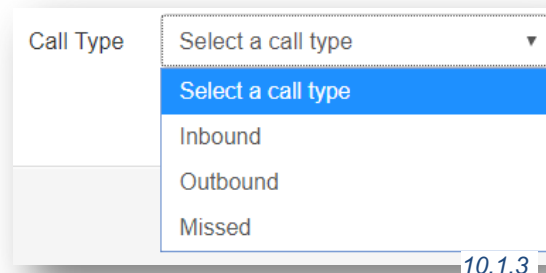 Call Type Select a call type ▼
Select a call type
Inbound
Outbound
Missed
10.1.3